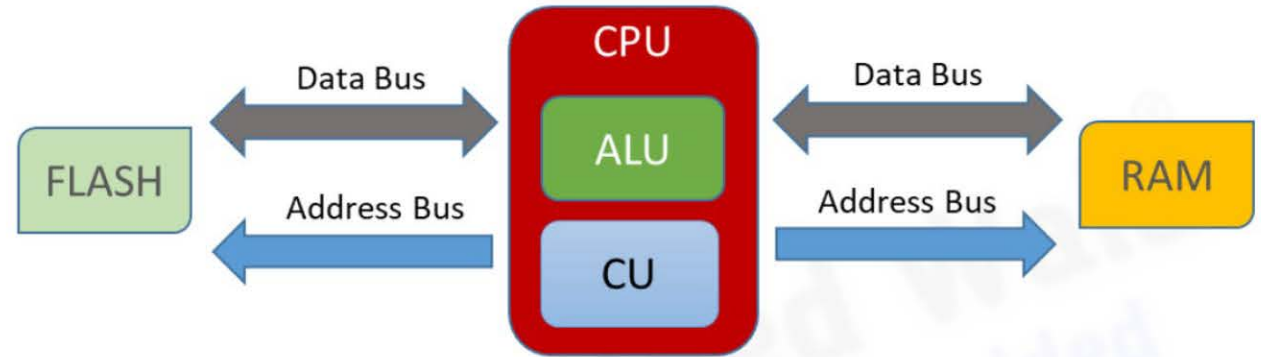 CPU
Data Bus
Data Bus
FLASH
ALU
RAM
Address Bus
Address Bus
CU